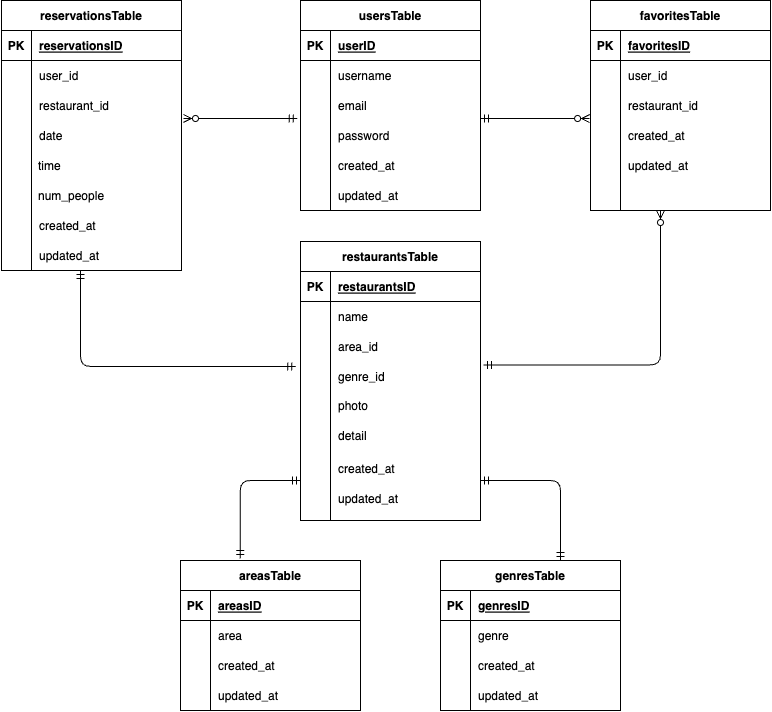 reservationsTable
PK reservationsID
user_id
restaurant_id
date
time
num_people
created_at
updated_at
usersTable
PK userID
username
email
password
created_at
updated_at
favoritesTable
PK favoritesID
user_id
restaurant_id
created_at
updated_at
restaurantsTable
PK restaurantsID
name
area_id
genre_id
photo
detail
created_at
updated_at
areasTable
PK areasID
area
created_at
updated_at
genresTable
PK genresID
genre
created_at
updated_at